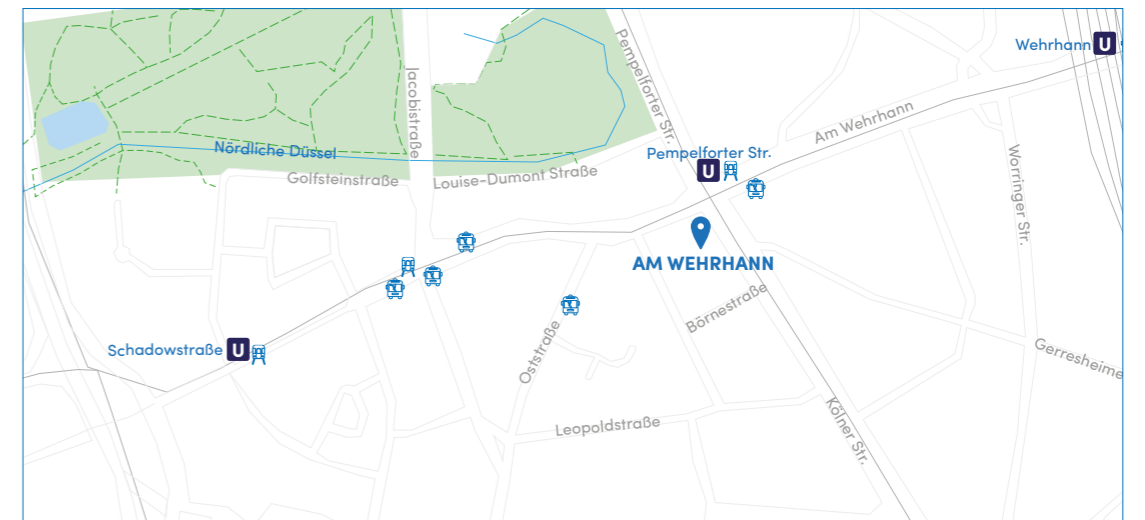 Wehrhann U
Pempelforter Str.
Jacobistraße
Am Wehrhann
Nördliche Düssel
Pempelforter Str.
U
Golfsteinstraße
Louise-Dumont Straße
Worringer Str.
AM WEHRHANN
Börnestraße
Schadowstraße U
Oststraße
Gerresheime
Kölner Str.
Leopoldstraße